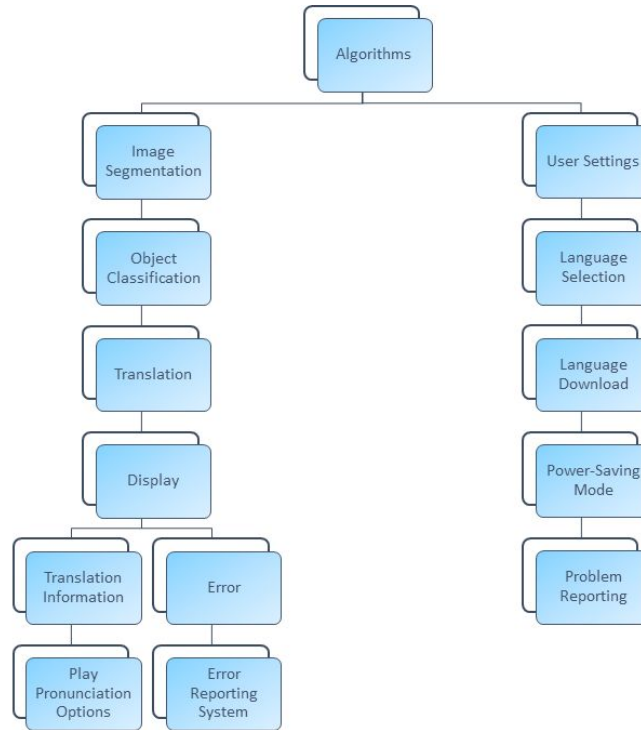 Algorithms
Image
Segmentation
User Settings
Object
Classification
Language
Selection
Translation
Language
Download
Display
Power-Saving
Mode
Translation
Information
Error
Problem
Reporting
Play
Pronunciation
Options
Error
Reporting
System